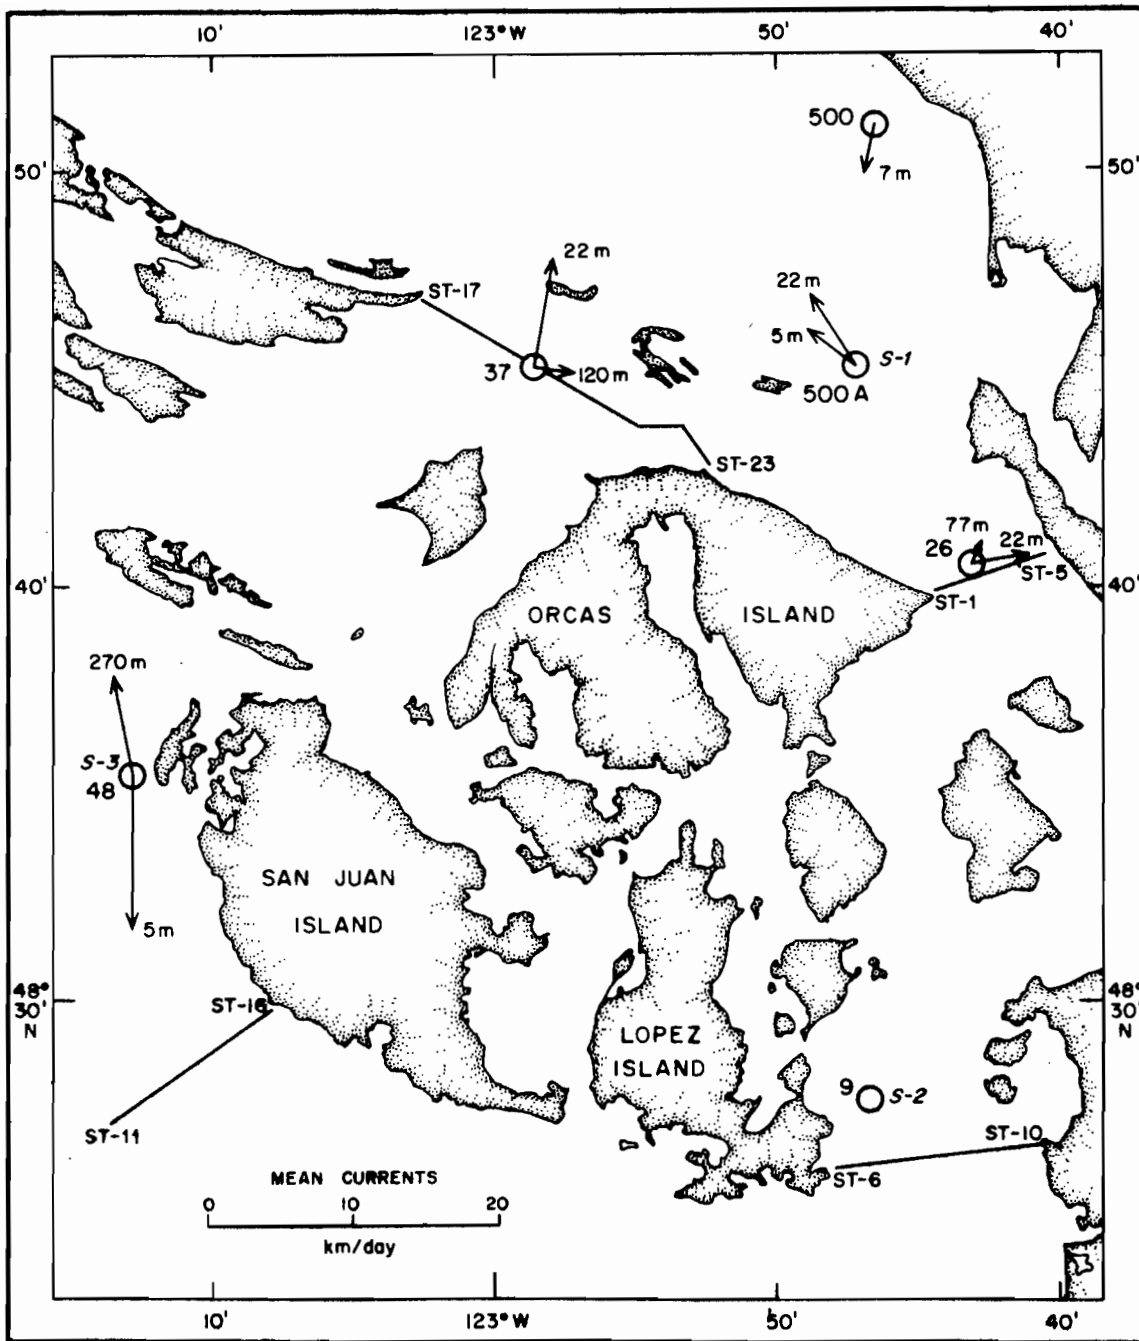 10' 123° W 50' 40'
500
50' 50'
7 m
22 m
ST-17
22 m
5 m
37 120 m S-1
500 A
ST-23
77m
26 22 m
ST-5
40' 40'
ST-1
ORCAS ISLAND
270 m
S-3
48
SAN JUAN
ISLAND
5 m
48° 48°
30' 30'
N N
ST-16
LOPEZ
ISLAND
9 S-2
ST-11
ST-10
ST-6
MEAN CURRENTS
0 10 20
km/day
10' 123° W 50' 40'